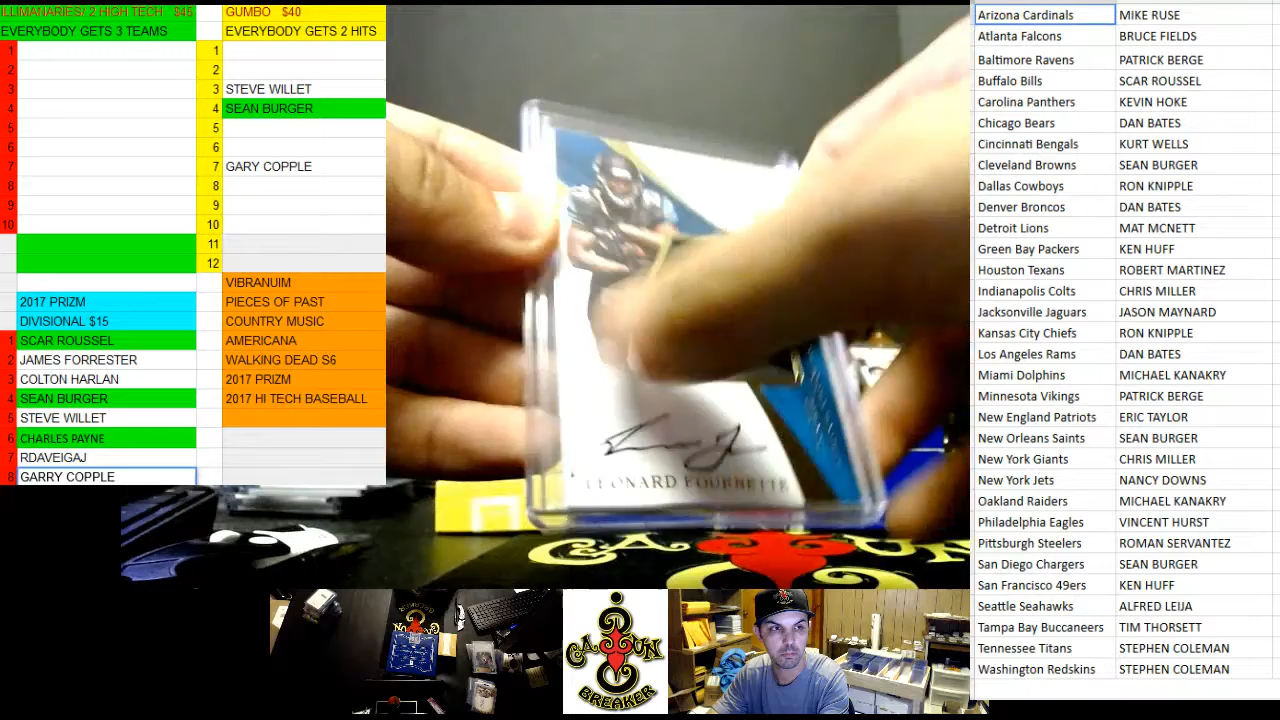 ILLIMANARIES/ 2 HIGH TECH $45
EVERYBODY GETS 3 TEAMS
1
2
3
4
5
6
7
8
9
10
2017 PRIZM
DIVISIONAL $15
1 SCAR ROUSSEL
2 JAMES FORRESTER
3 COLTON HARLAN
4 SEAN BURGER
5 STEVE WILLET
6 CHARLES PAYNE
7 RDAVEIGAJ
8 GARRY COPPLE
GUMBO $40
EVERYBODY GETS 2 HITS
1
2
3 STEVE WILLET
4 SEAN BURGER
5
6
7 GARY COPPLE
8
9
10
11
12
VIBRANUIM
PIECES OF PAST
COUNTRY MUSIC
AMERICANA
WALKING DEAD S6
2017 PRIZM
2017 HI TECH BASEBALL
LEONARD FOURNETTE
CAJUN
BREAKER
Arizona Cardinals MIKE RUSE
Atlanta Falcons BRUCE FIELDS
Baltimore Ravens PATRICK BERGE
Buffalo Bills SCAR ROUSSEL
Carolina Panthers KEVIN HOKE
Chicago Bears DAN BATES
Cincinnati Bengals KURT WELLS
Cleveland Browns SEAN BURGER
Dallas Cowboys RON KNIPPLE
Denver Broncos DAN BATES
Detroit Lions MAT MCNETT
Green Bay Packers KEN HUFF
Houston Texans ROBERT MARTINEZ
Indianapolis Colts CHRIS MILLER
Jacksonville Jaguars JASON MAYNARD
Kansas City Chiefs RON KNIPPLE
Los Angeles Rams DAN BATES
Miami Dolphins MICHAEL KANAKRY
Minnesota Vikings PATRICK BERGE
New England Patriots ERIC TAYLOR
New Orleans Saints SEAN BURGER
New York Giants CHRIS MILLER
New York Jets NANCY DOWNS
Oakland Raiders MICHAEL KANAKRY
Philadelphia Eagles VINCENT HURST
Pittsburgh Steelers ROMAN SERVANTEZ
San Diego Chargers SEAN BURGER
San Francisco 49ers KEN HUFF
Seattle Seahawks ALFRED LEIJA
Tampa Bay Buccaneers TIM THORSETT
Tennessee Titans STEPHEN COLEMAN
Washington Redskins STEPHEN COLEMAN